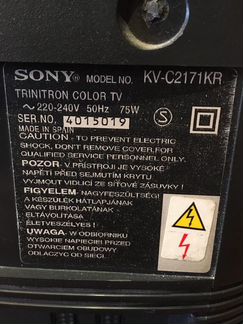 SONY® MODEL NO. KV-C2171KR
TRINITRON COLOR TV
～220-240V 50Hz 75W
SER.NO. 4015019
MADE IN SPAIN
CAUTION - TO PREVENT ELECTRIC
SHOCK, DON'T REMOVE COVER, FOR
QUALIFIED SERVICE PERSONNEL ONLY.
POZOR - V PŘÍSTROJI JE VYSOKÉ
NAPĚTÍ PŘED SEJMUTÍM KRYTU
VYJMOUT VIDLICI ZE SÍŤOVÉ ZÁSUVKY !
FIGYELEM - NAGYFESZÜLTSÉG!
A KÉSZÜLÉK HÁTLAPJÁNAK
VAGY BURKOLATÁNAK
ELTÁVOLÍTÁSA
ÉLETVESZÉLYES !
UWAGA - W ODBIORNIKU
WYSOKIE NAPIĘCIE PRZED
OTWARCIEM OBUDOWY
ODŁĄCZYĆ OD SIECI.